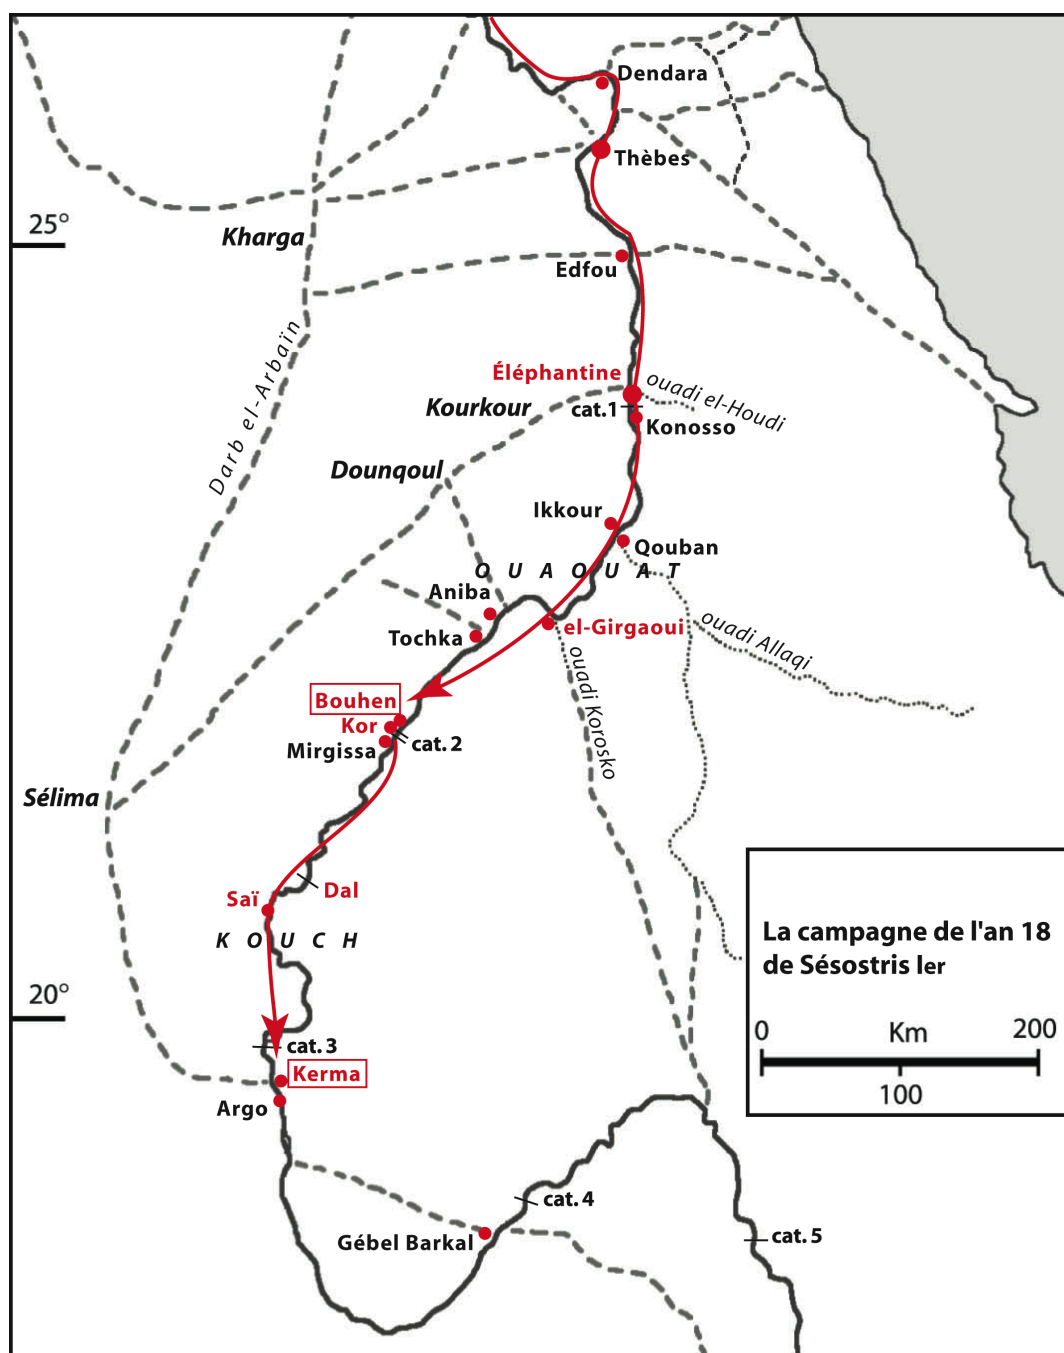 Dendara
Thèbes
25°
Kharga
Edfou
Darb el-Arbaïn
Éléphantine
ouadi el-Houdi
Kourkour
cat.1
Konosso
Dounqoul
Ikkour
Qouban
OUAOUAT
Aniba
Tochka
el-Girgaoui
ouadi Allaqi
ouadi Korosko
Bouhen
Kor
Mirgissa
cat. 2
Sélima
Dal
Saï
KOUCH
La campagne de l'an 18
de Sésostris Ier
20°
0 Km 200
100
cat. 3
Kerma
Argo
cat. 4
Gébel Barkal
cat. 5